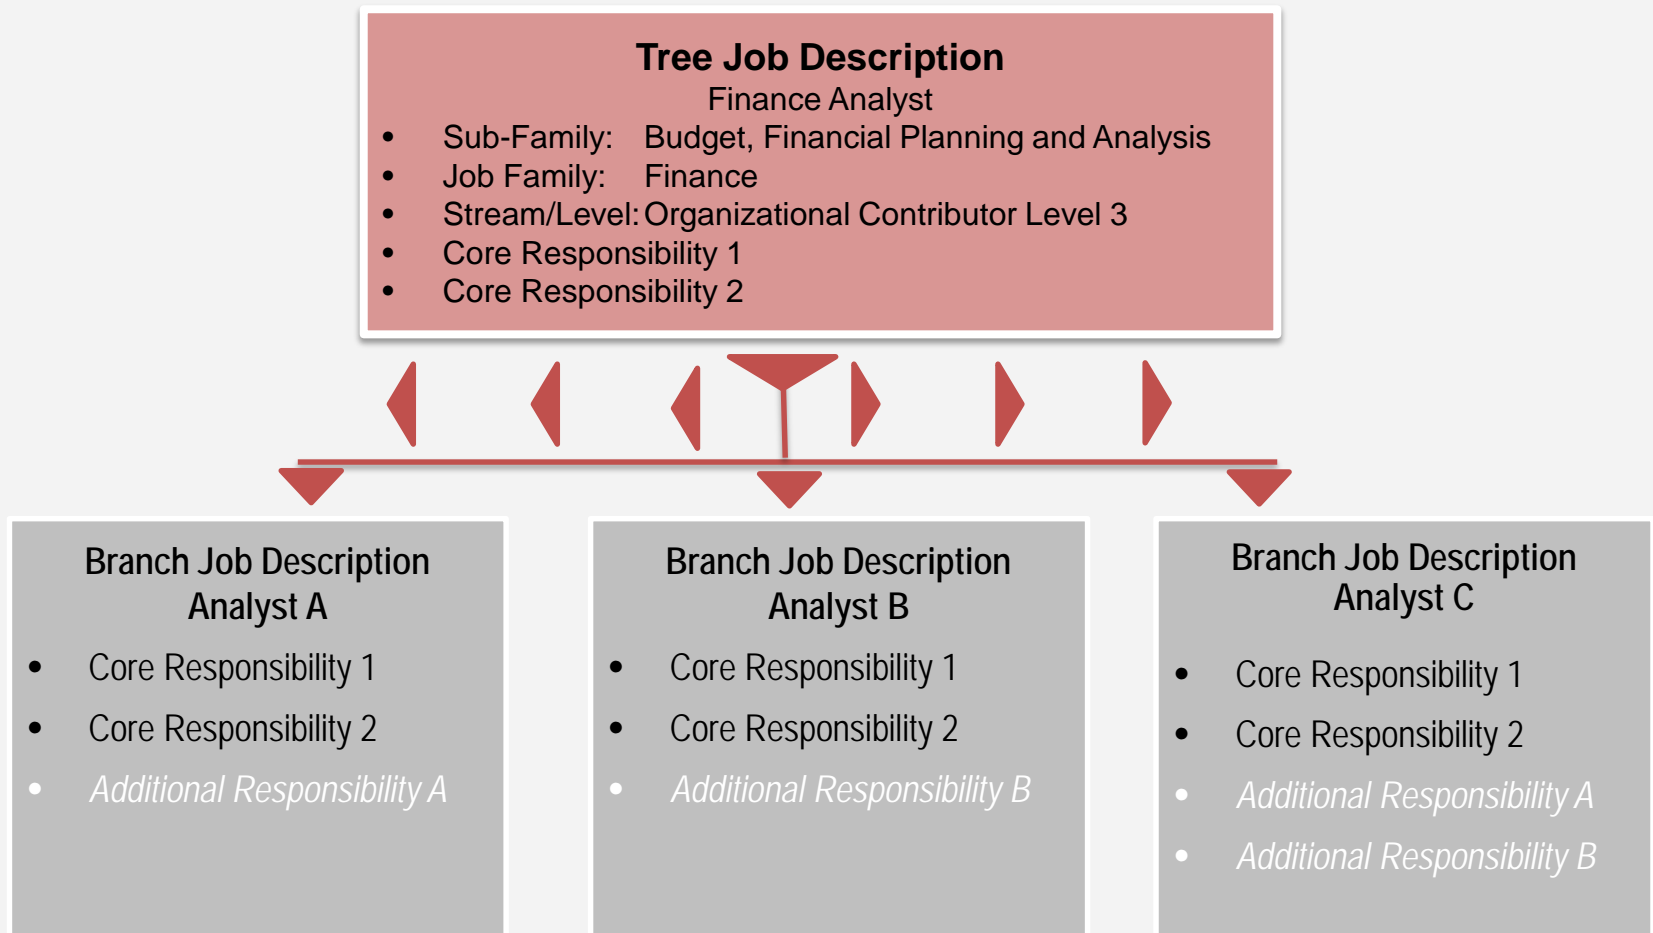 Tree Job Description
Finance Analyst
• Sub-Family: Budget, Financial Planning and Analysis
• Job Family: Finance
• Stream/Level: Organizational Contributor Level 3
• Core Responsibility 1
• Core Responsibility 2
Branch Job Description
Analyst A
• Core Responsibility 1
• Core Responsibility 2
• Additional Responsibility A
Branch Job Description
Analyst B
• Core Responsibility 1
• Core Responsibility 2
• Additional Responsibility B
Branch Job Description
Analyst C
• Core Responsibility 1
• Core Responsibility 2
• Additional Responsibility A
• Additional Responsibility B